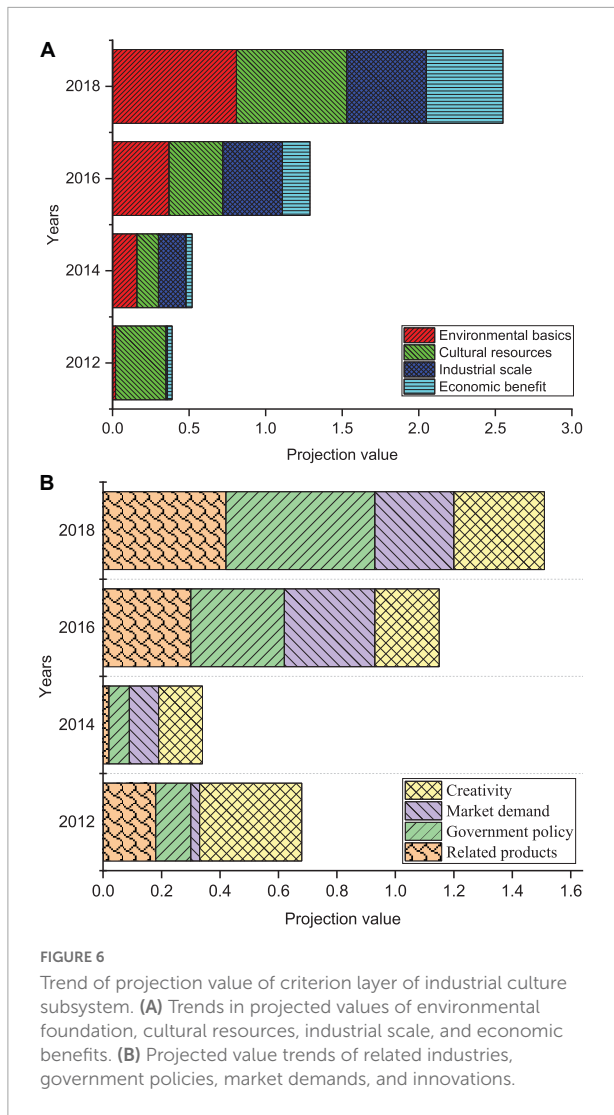 A
2018
2016
2014
2012
Years
Environmental basics
Cultural resources
Industrial scale
Economic benefit
0.0 0.5 1.0 1.5 2.0 2.5 3.0
Projection value
B
2018
2016
2014
2012
Years
Creativity
Market demand
Government policy
Related products
0.0 0.2 0.4 0.6 0.8 1.0 1.2 1.4 1.6
Projection value
FIGURE 6
Trend of projection value of criterion layer of industrial culture
subsystem. (A) Trends in projected values of environmental
foundation, cultural resources, industrial scale, and economic
benefits. (B) Projected value trends of related industries,
government policies, market demands, and innovations.